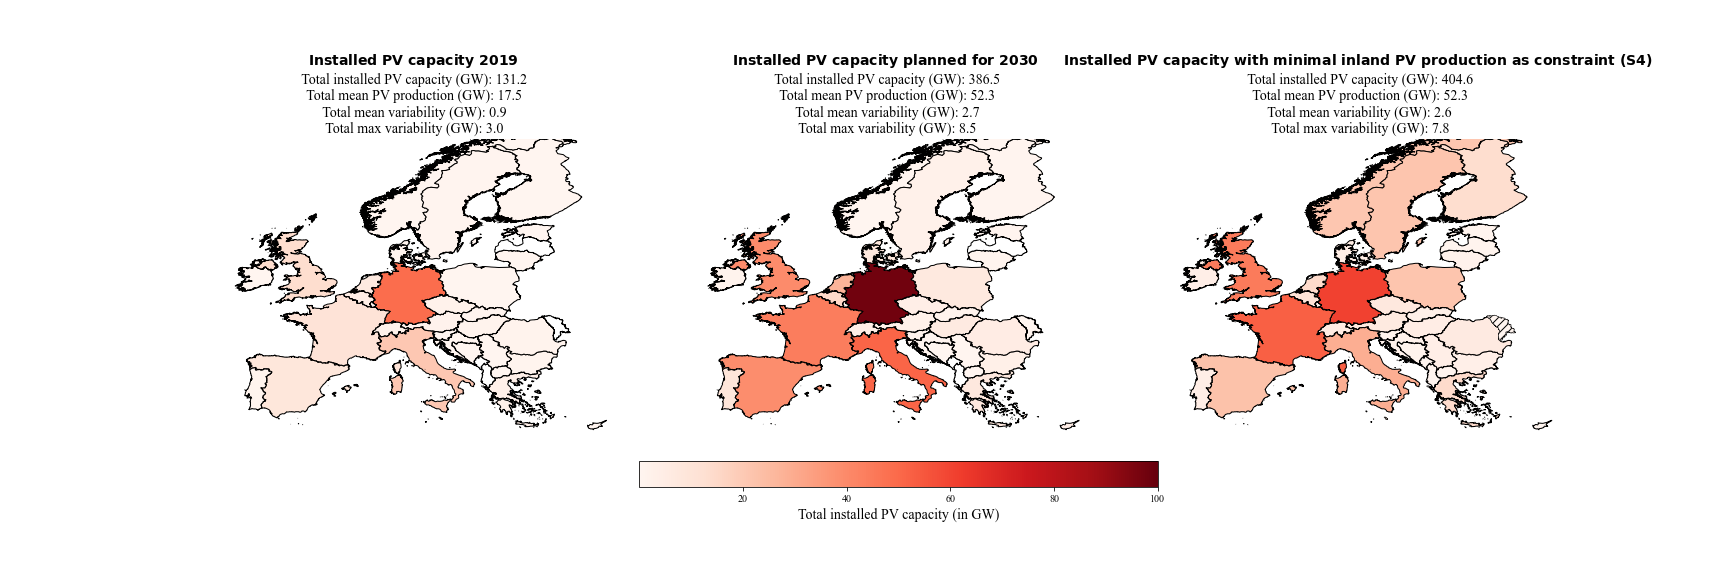 Installed PV capacity 2019
Total installed PV capacity (GW): 131.2
Total mean PV production (GW): 17.5
Total mean variability (GW): 0.9
Total max variability (GW): 3.0
Installed PV capacity planned for 2030
Total installed PV capacity (GW): 386.5
Total mean PV production (GW): 52.3
Total mean variability (GW): 2.7
Total max variability (GW): 8.5
Installed PV capacity with minimal inland PV production as constraint (S4)
Total installed PV capacity (GW): 404.6
Total mean PV production (GW): 52.3
Total mean variability (GW): 2.6
Total max variability (GW): 7.8
20 40 60 80 100
Total installed PV capacity (in GW)